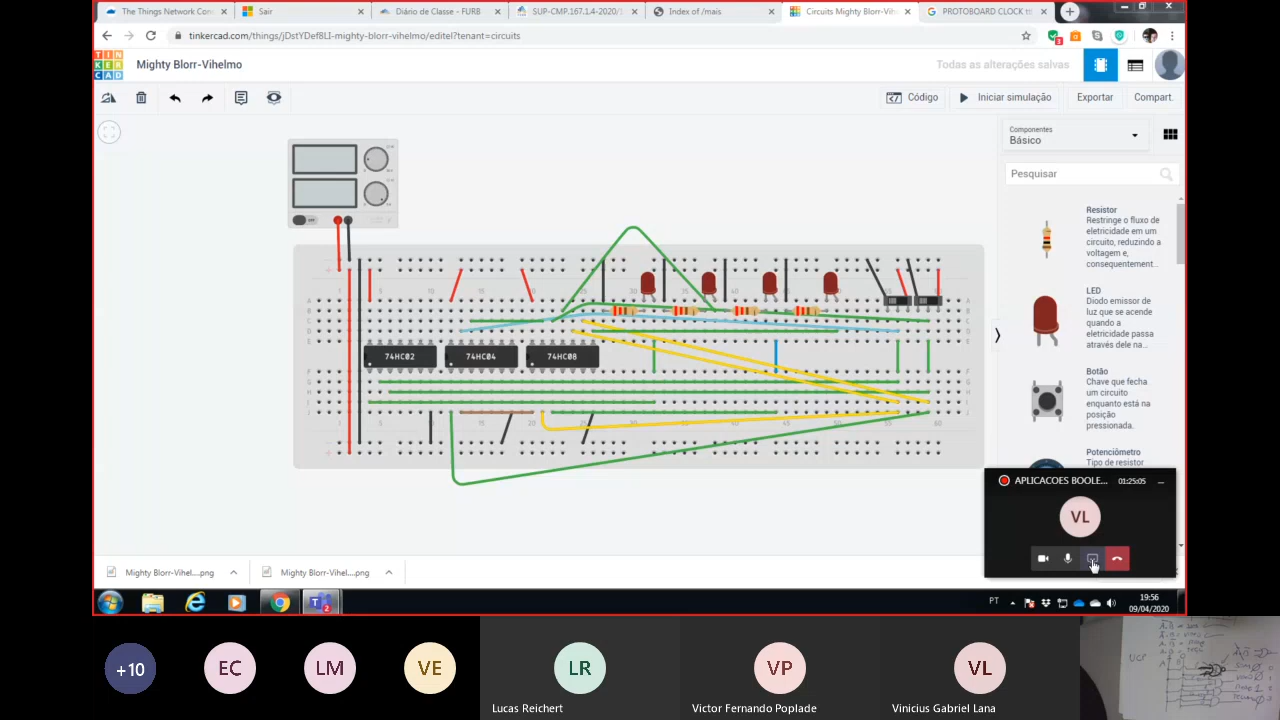 The Things Network Con
Sair
Diário de Classe - FURB
SUP-CMP.167.1.4-2020/1
Index of /mais
Circuits Mighty Blorr-Vih
PROTOBOARD CLOCK tt
tinkercad.com/things/jDstYDef8LI-mighty-blorr-vihelmo/editel?tenant=circuits
TIN
KER
CAD
Mighty Blorr-Vihelmo
Todas as alterações salvas
Código
Iniciar simulação
Exportar
Compart.
Componentes
Básico
Pesquisar
Resistor
Restringe o fluxo de
eletricidade em um
circuito, reduzindo a
voltagem e,
consequentement...
LED
Diodo emissor de
luz que se acende
quando a
eletricidade passa
através dele na...
Botão
Chave que fecha
um circuito
enquanto está na
posição
pressionada.
Potenciômetro
Tipo de resistor
74HC02
74HC04
74HC08
APLICACOES BOOLE...
01:25:05
VL
Mighty Blorr-Vihel....png
Mighty Blorr-Vihel....png
PT
19:56
09/04/2020
+10
EC
LM
VE
LR
VP
VL
Lucas Reichert
Victor Fernando Poplade
Vinicius Gabriel Lana